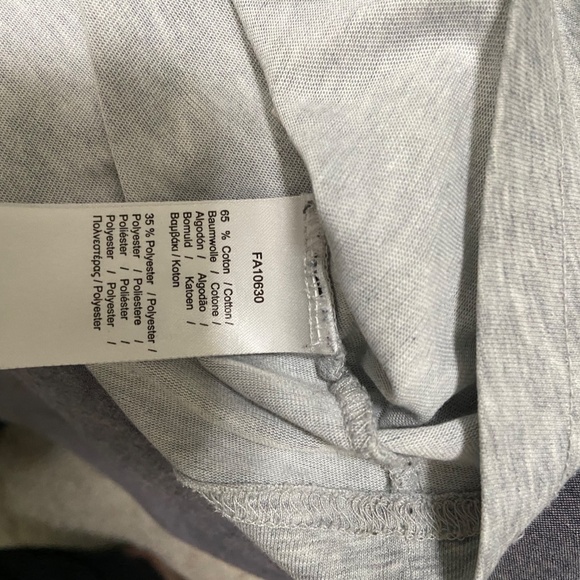 FA10630
65 % Coton / Cotton /
Baumwolle / Cotone /
Algodón / Algodão /
Bomuld / Katoen /
Βαμβάκι / Koton
35 % Polyester / Polyester /
Polyester / Poliestere /
Poliéster / Poliéster /
Polyester / Polyester /
Πολυεστέρας / Polyester